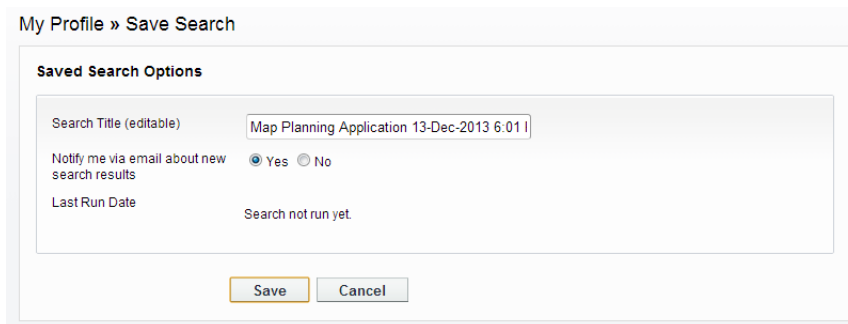 My Profile » Save Search
Saved Search Options
Search Title (editable)
Map Planning Application 13-Dec-2013 6:01
Notify me via email about new
search results
Yes No
Last Run Date
Search not run yet.
Save Cancel